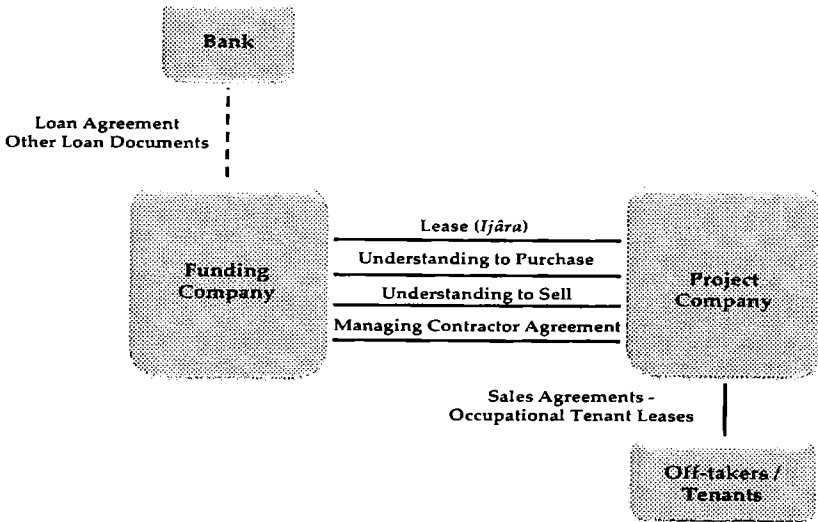 Bank
Loan Agreement
Other Loan Documents
Funding
Company
Lease (Ijâra)
Understanding to Purchase
Understanding to Sell
Managing Contractor Agreement
Project
Company
Sales Agreements -
Occupational Tenant Leases
Off-takers /
Tenants